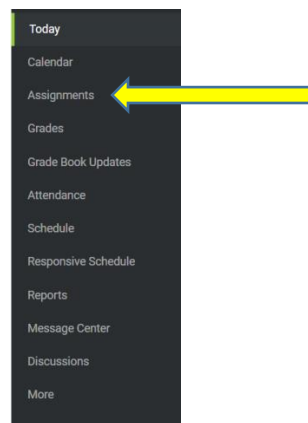 Today
Calendar
Assignments
Grades
Grade Book Updates
Attendance
Schedule
Responsive Schedule
Reports
Message Center
Discussions
More